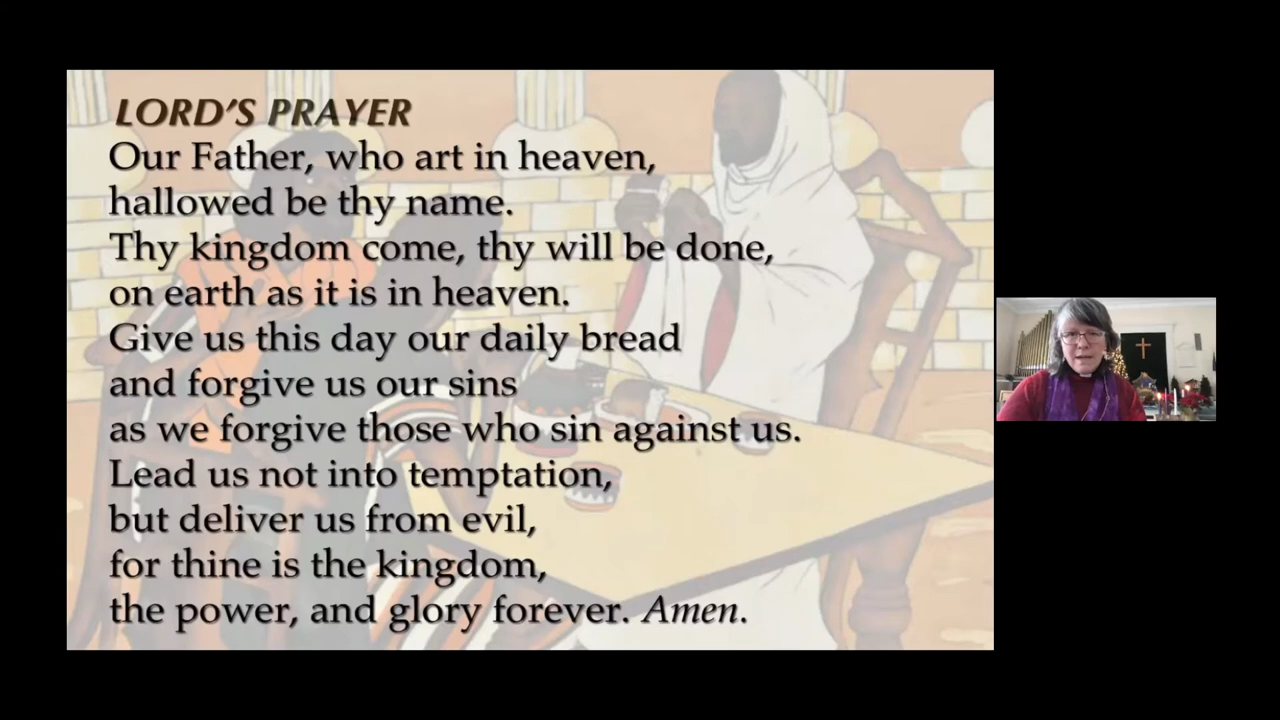 LORD'S PRAYER
Our Father, who art in heaven,
hallowed be thy name.
Thy kingdom come, thy will be done,
on earth as it is in heaven.
Give us this day our daily bread
and forgive us our sins
as we forgive those who sin against us.
Lead us not into temptation,
but deliver us from evil,
for thine is the kingdom,
the power, and glory forever. Amen.